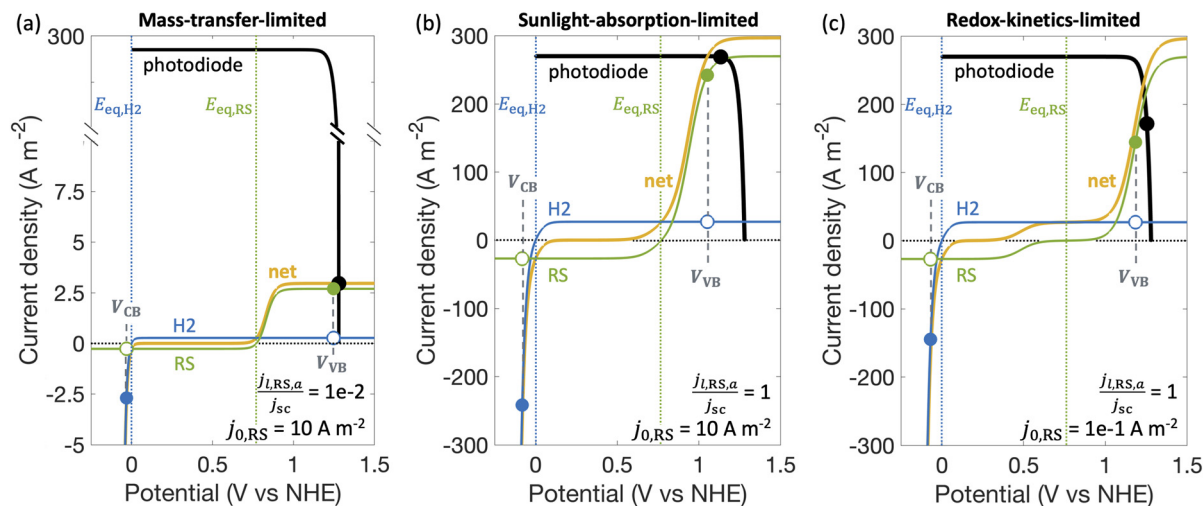 (a) Mass-transfer-limited
300
photodiode
E_eq,H2
E_eq,RS
Current density (A m⁻²)
7.5
5
2.5
0
-2.5
-5
V_CB
H2
RS
net
V_VB
j_l,RS,a / j_sc = 1e-2
j_0,RS = 10 A m⁻²
0 0.5 1 1.5
Potential (V vs NHE)
(b) Sunlight-absorption-limited
300
200
100
0
-100
-200
-300
Current density (A m⁻²)
photodiode
E_eq,H2
E_eq,RS
V_CB
H2
net
RS
V_VB
j_l,RS,a / j_sc = 1
j_0,RS = 10 A m⁻²
0 0.5 1 1.5
Potential (V vs NHE)
(c) Redox-kinetics-limited
300
200
100
0
-100
-200
-300
Current density (A m⁻²)
photodiode
E_eq,H2
E_eq,RS
V_CB
H2
net
RS
V_VB
j_l,RS,a / j_sc = 1
j_0,RS = 1e-1 A m⁻²
0 0.5 1 1.5
Potential (V vs NHE)